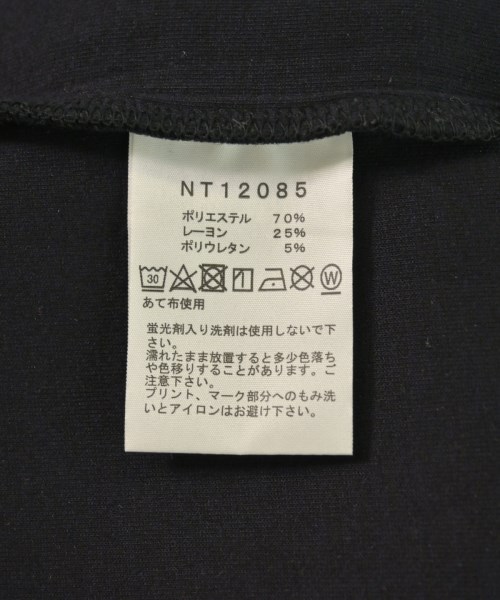 NT12085
ポリエステル 70%
レーヨン 25%
ポリウレタン 5%
30 W
あて布使用
蛍光剤入り洗剤は使用しないで下
さい。
濡れたまま放置すると多少色落ち
や色移りすることがあります。ご
注意下さい。
プリント、マーク部分へのもみ洗
いとアイロンはお避け下さい。